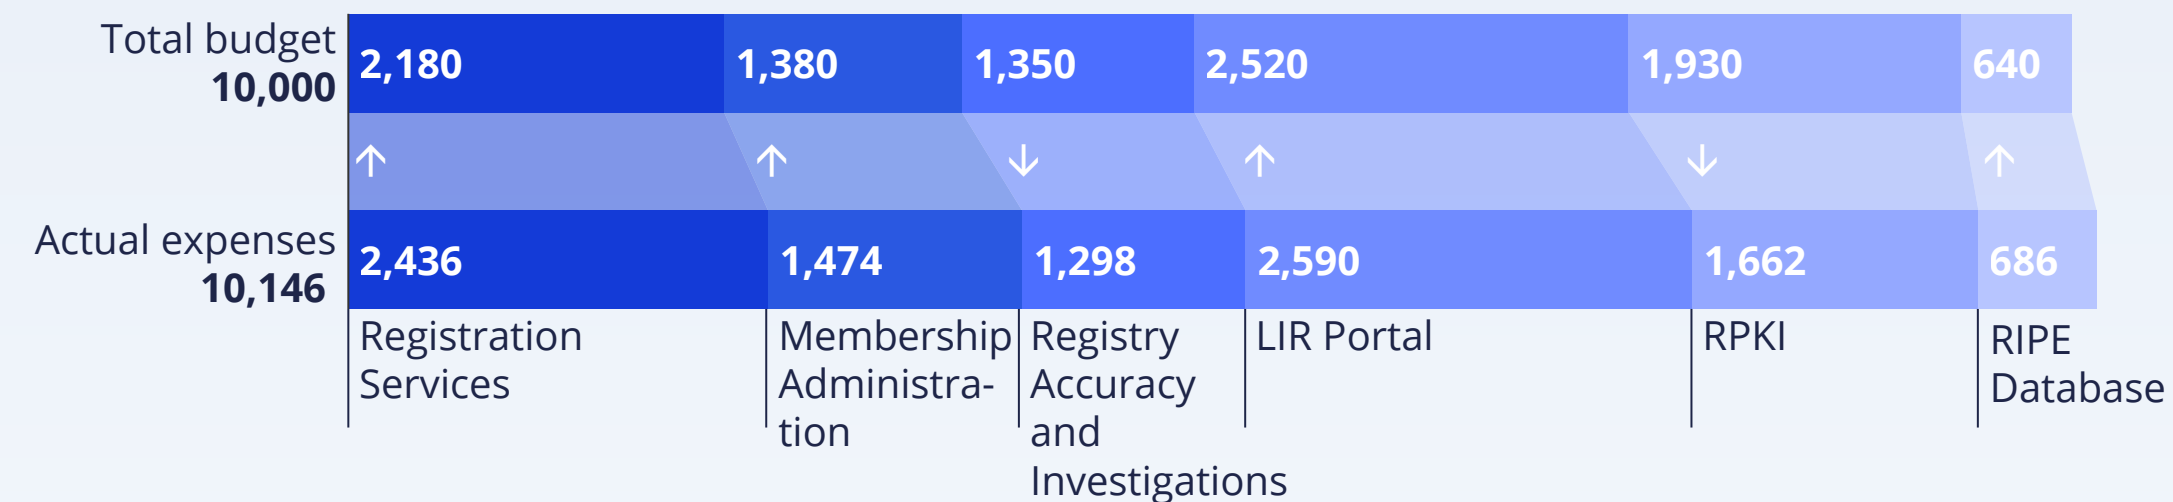 Total budget
10,000
2,180
1,380
1,350
2,520
1,930
640
Actual expenses
10,146
2,436
1,474
1,298
2,590
1,662
686
Registration
Services
Membership
Administra-
tion
Registry
Accuracy
and
Investigations
LIR Portal
RPKI
RIPE
Database